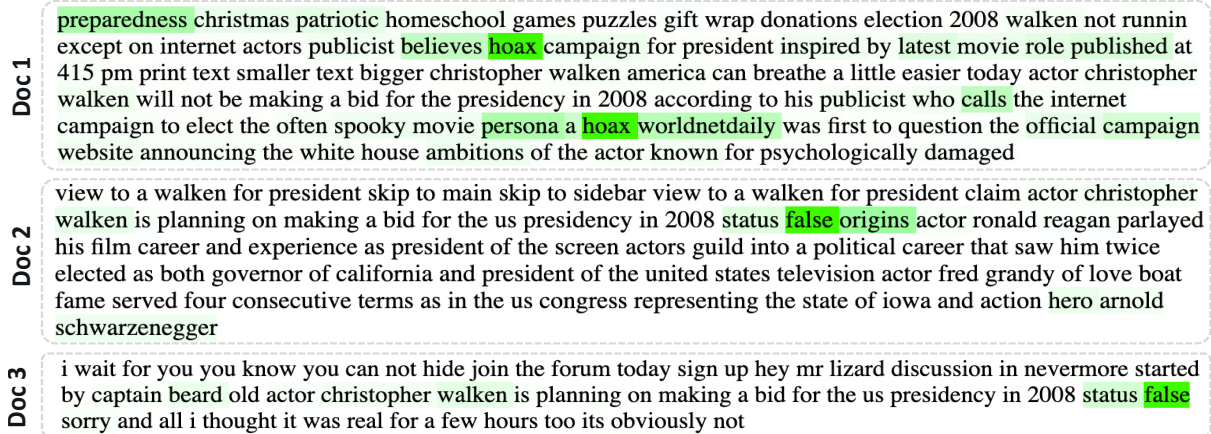 Doc 1
preparedness christmas patriotic homeschool games puzzles gift wrap donations election 2008 walken not runnin
except on internet actors publicist believes hoax campaign for president inspired by latest movie role published at
415 pm print text smaller text bigger christopher walken america can breathe a little easier today actor christopher
walken will not be making a bid for the presidency in 2008 according to his publicist who calls the internet
campaign to elect the often spooky movie persona a hoax worldnetdaily was first to question the official campaign
website announcing the white house ambitions of the actor known for psychologically damaged
Doc 2
view to a walken for president skip to main skip to sidebar view to a walken for president claim actor christopher
walken is planning on making a bid for the us presidency in 2008 status false origins actor ronald reagan parlayed
his film career and experience as president of the screen actors guild into a political career that saw him twice
elected as both governor of california and president of the united states television actor fred grandy of love boat
fame served four consecutive terms as in the us congress representing the state of iowa and action hero arnold
schwarzenegger
Doc 3
i wait for you you know you can not hide join the forum today sign up hey mr lizard discussion in nevermore started
by captain beard old actor christopher walken is planning on making a bid for the us presidency in 2008 status false
sorry and all i thought it was real for a few hours too its obviously not